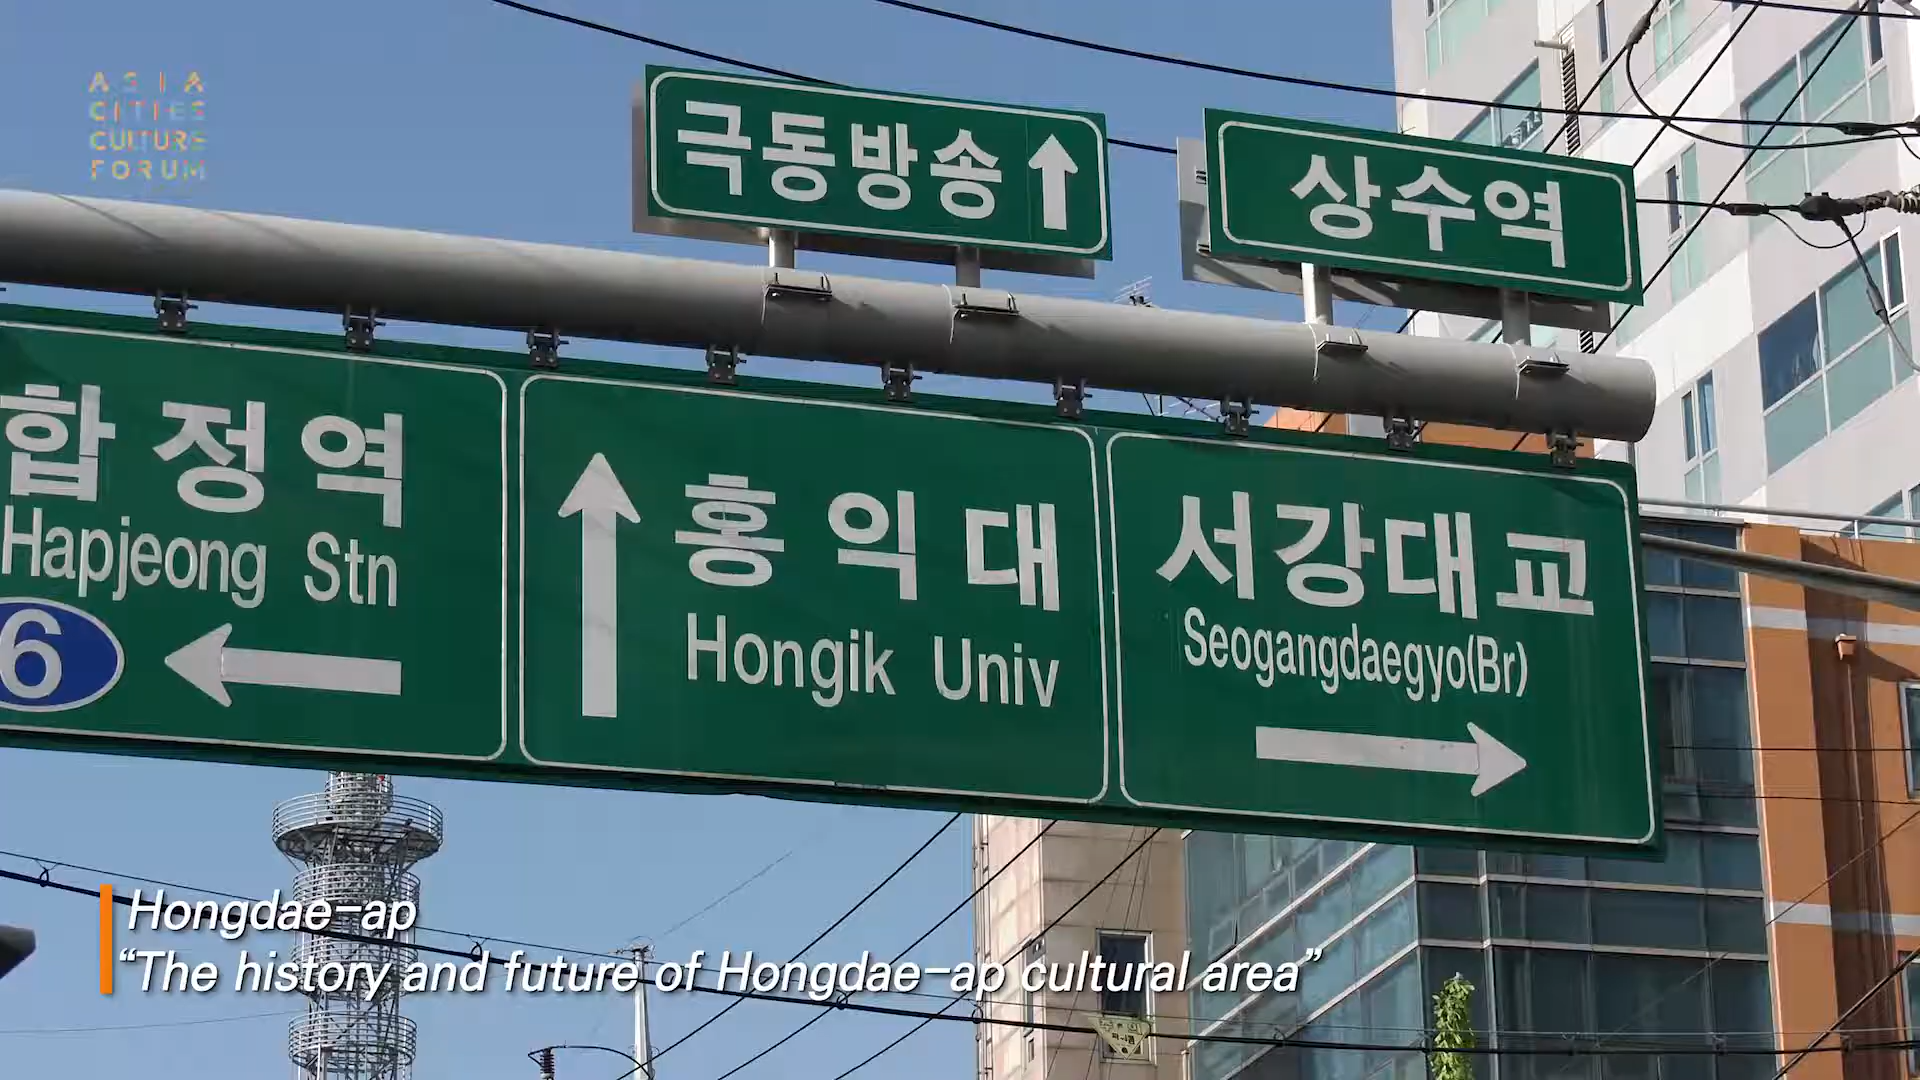 ASIA
CITIES
CULTURE
FORUM
극동방송
상수역
합정역
Hapjeong Stn
6
홍익대
Hongik Univ
서강대교
Seogangdaegyo(Br)
Hongdae-ap
“The history and future of Hongdae-ap cultural area”